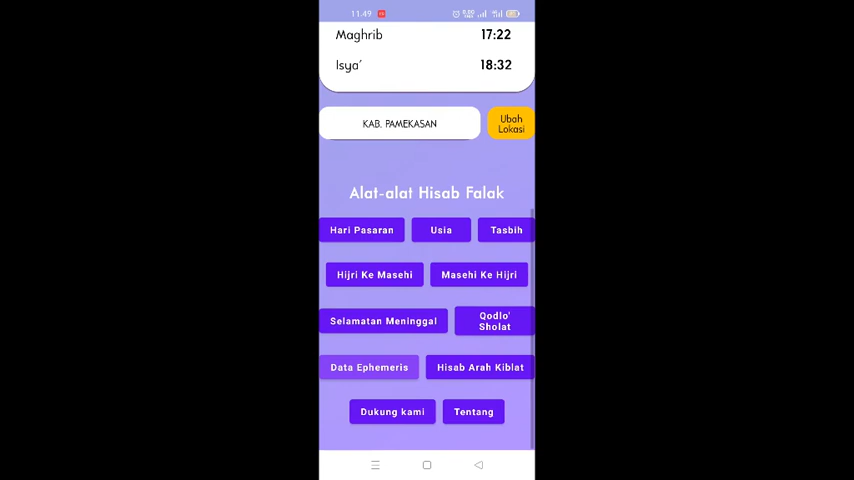 11.49
Maghrib 17:22
Isya' 18:32
KAB. PAMEKASAN
Ubah
Lokasi
Alat-alat Hisab Falak
Hari Pasaran Usia Tasbih
Hijri Ke Masehi Masehi Ke Hijri
Selamatan Meninggal
Qodlo'
Sholat
Data Ephemeris Hisab Arah Kiblat
Dukung kami Tentang